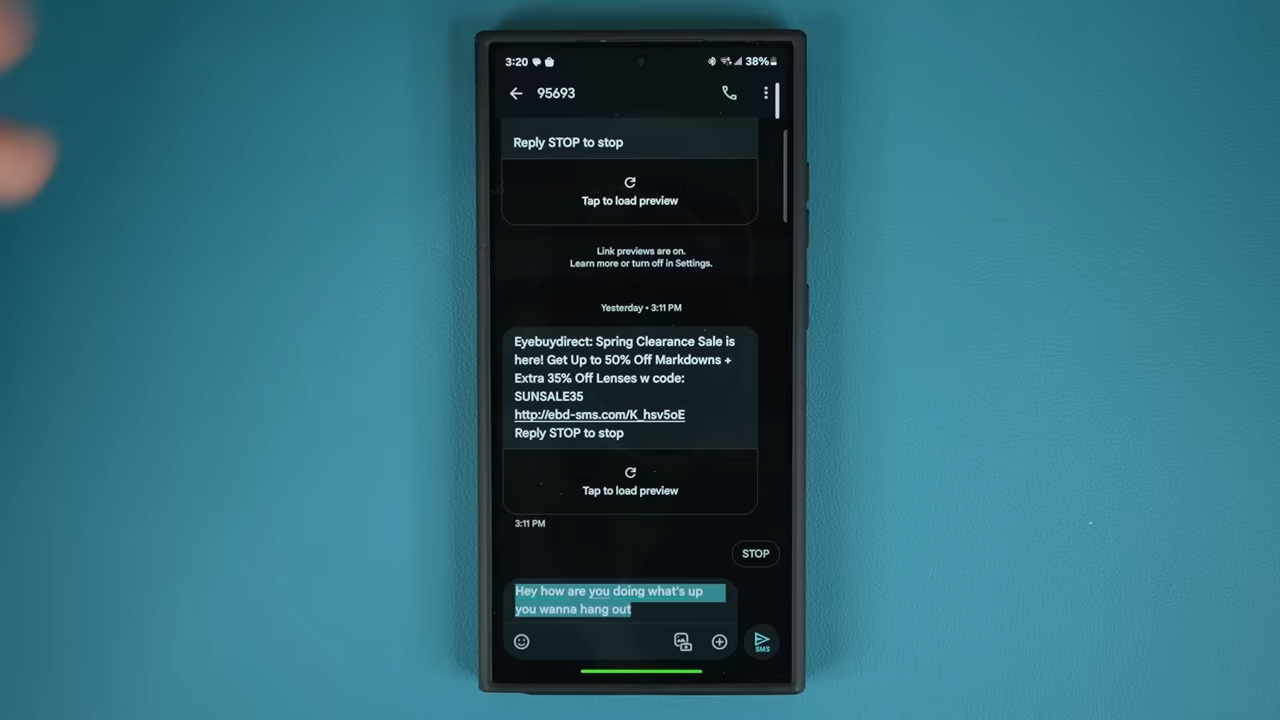 3:20 38%
95693
Reply STOP to stop
Tap to load preview
Link previews are on.
Learn more or turn off in Settings.
Yesterday • 3:11 PM
Eyebuydirect: Spring Clearance Sale is
here! Get Up to 50% Off Markdowns +
Extra 35% Off Lenses w code:
SUNSALE35
http://ebd-sms.com/K_hsv5oE
Reply STOP to stop
Tap to load preview
3:11 PM
STOP
Hey how are you doing what's up
you wanna hang out
SMS